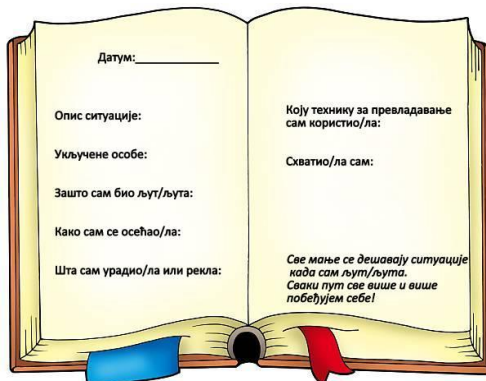 Датум:_____________
Опис ситуације:
Укључене особе:
Зашто сам био љут/љута:
Како сам се осећао/ла:
Шта сам урадио/ла или рекла:
Коју технику за превладавање
сам користио/ла:
Схватио/ла сам:
Све мање се дешавају ситуације
када сам љут/љута.
Сваки пут све више и више
побеђујем себе!